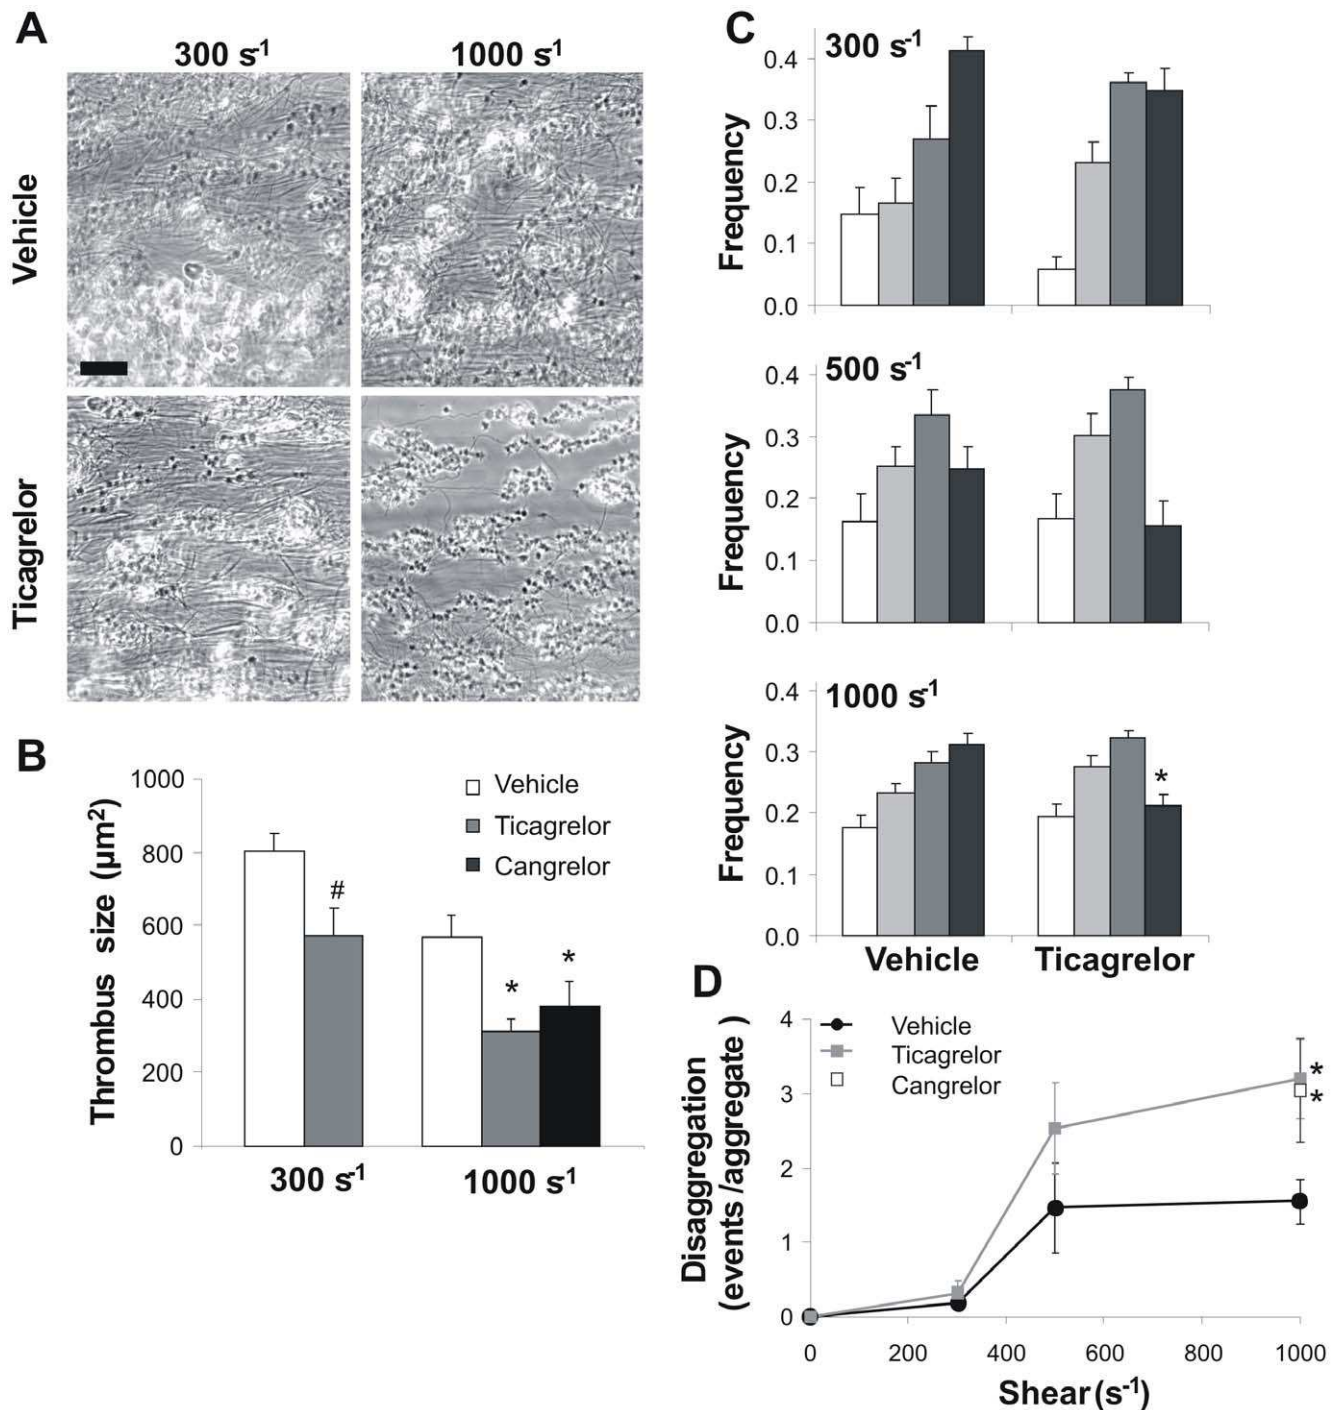 A
300 s-1
1000 s-1
Vehicle
Ticagrelor
B
Thrombus size (µm2)
1000
800
600
400
200
0
Vehicle
Ticagrelor
Cangrelor
#
*
*
300 s-1
1000 s-1
C
300 s-1
Frequency
0.4
0.3
0.2
0.1
0.0
500 s-1
Frequency
0.4
0.3
0.2
0.1
0.0
1000 s-1
Frequency
0.4
0.3
0.2
0.1
0.0
*
Vehicle
Ticagrelor
D
Disaggregation
(events /aggregate )
4
3
2
1
0
Vehicle
Ticagrelor
Cangrelor
*
*
0
200
400
600
800
1000
Shear (s-1)